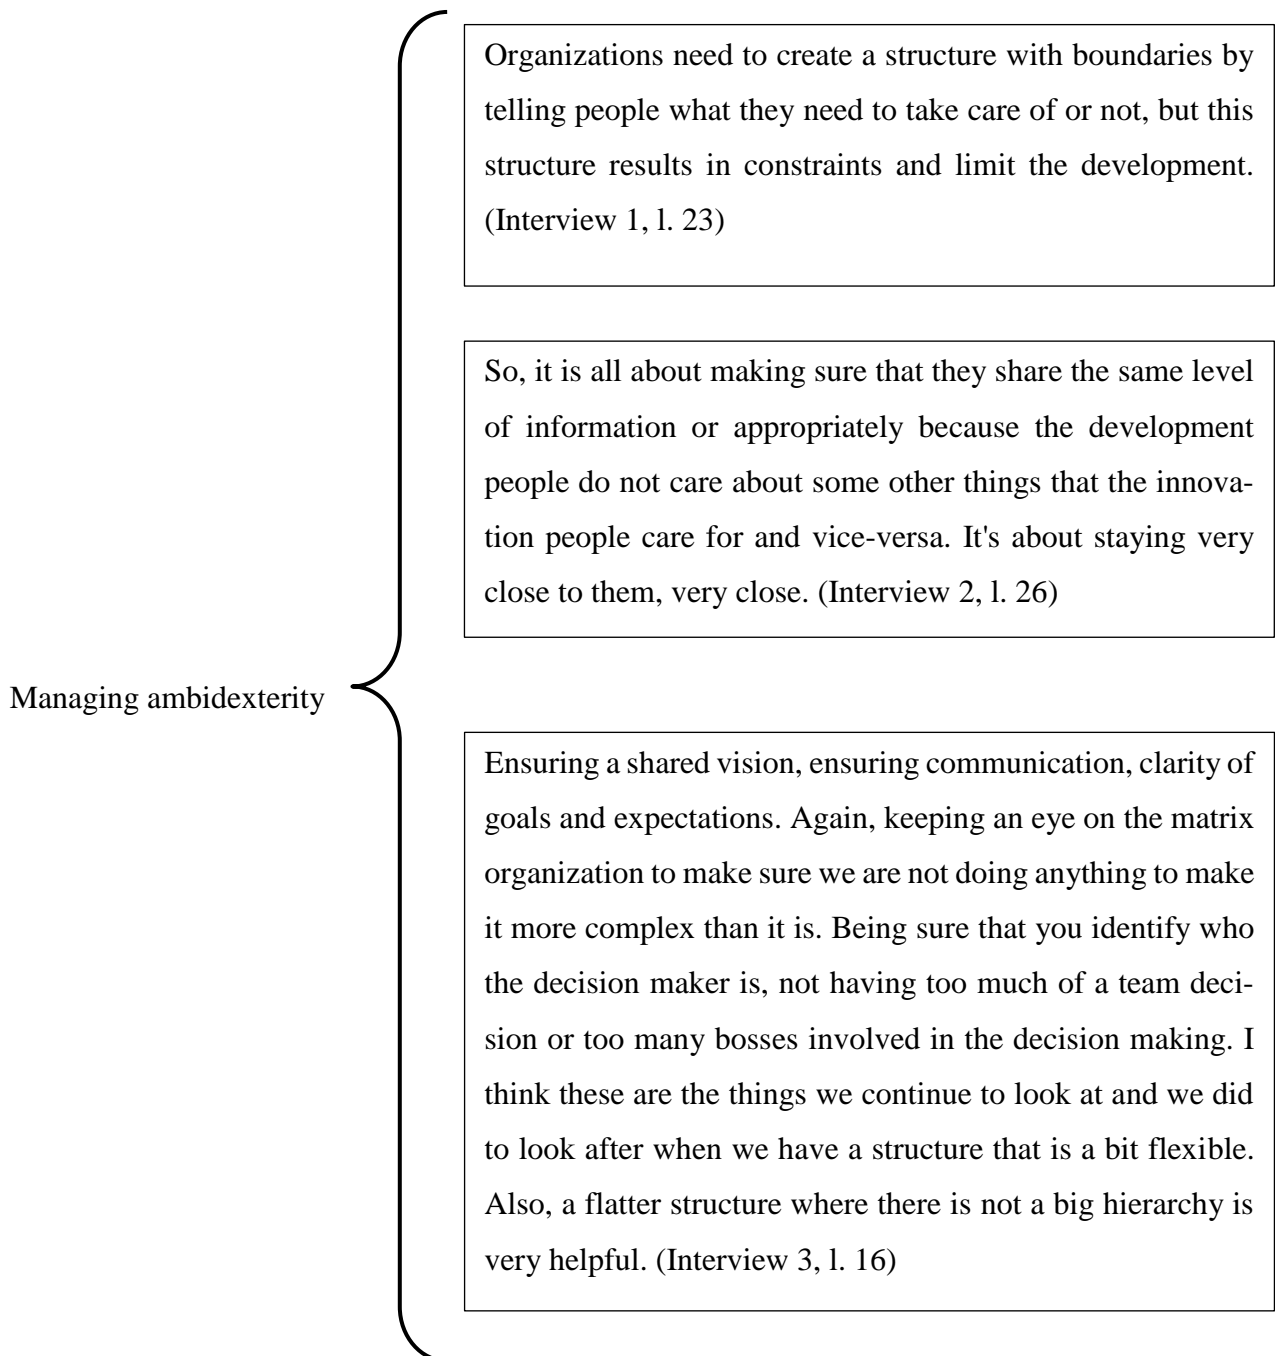 Organizations need to create a structure with boundaries by
telling people what they need to take care of or not, but this
structure results in constraints and limit the development.
(Interview 1, l. 23)
So, it is all about making sure that they share the same level
of information or appropriately because the development
people do not care about some other things that the innova-
tion people care for and vice-versa. It's about staying very
close to them, very close. (Interview 2, l. 26)
Managing ambidexterity
Ensuring a shared vision, ensuring communication, clarity of
goals and expectations. Again, keeping an eye on the matrix
organization to make sure we are not doing anything to make
it more complex than it is. Being sure that you identify who
the decision maker is, not having too much of a team deci-
sion or too many bosses involved in the decision making. I
think these are the things we continue to look at and we did
to look after when we have a structure that is a bit flexible.
Also, a flatter structure where there is not a big hierarchy is
very helpful. (Interview 3, l. 16)